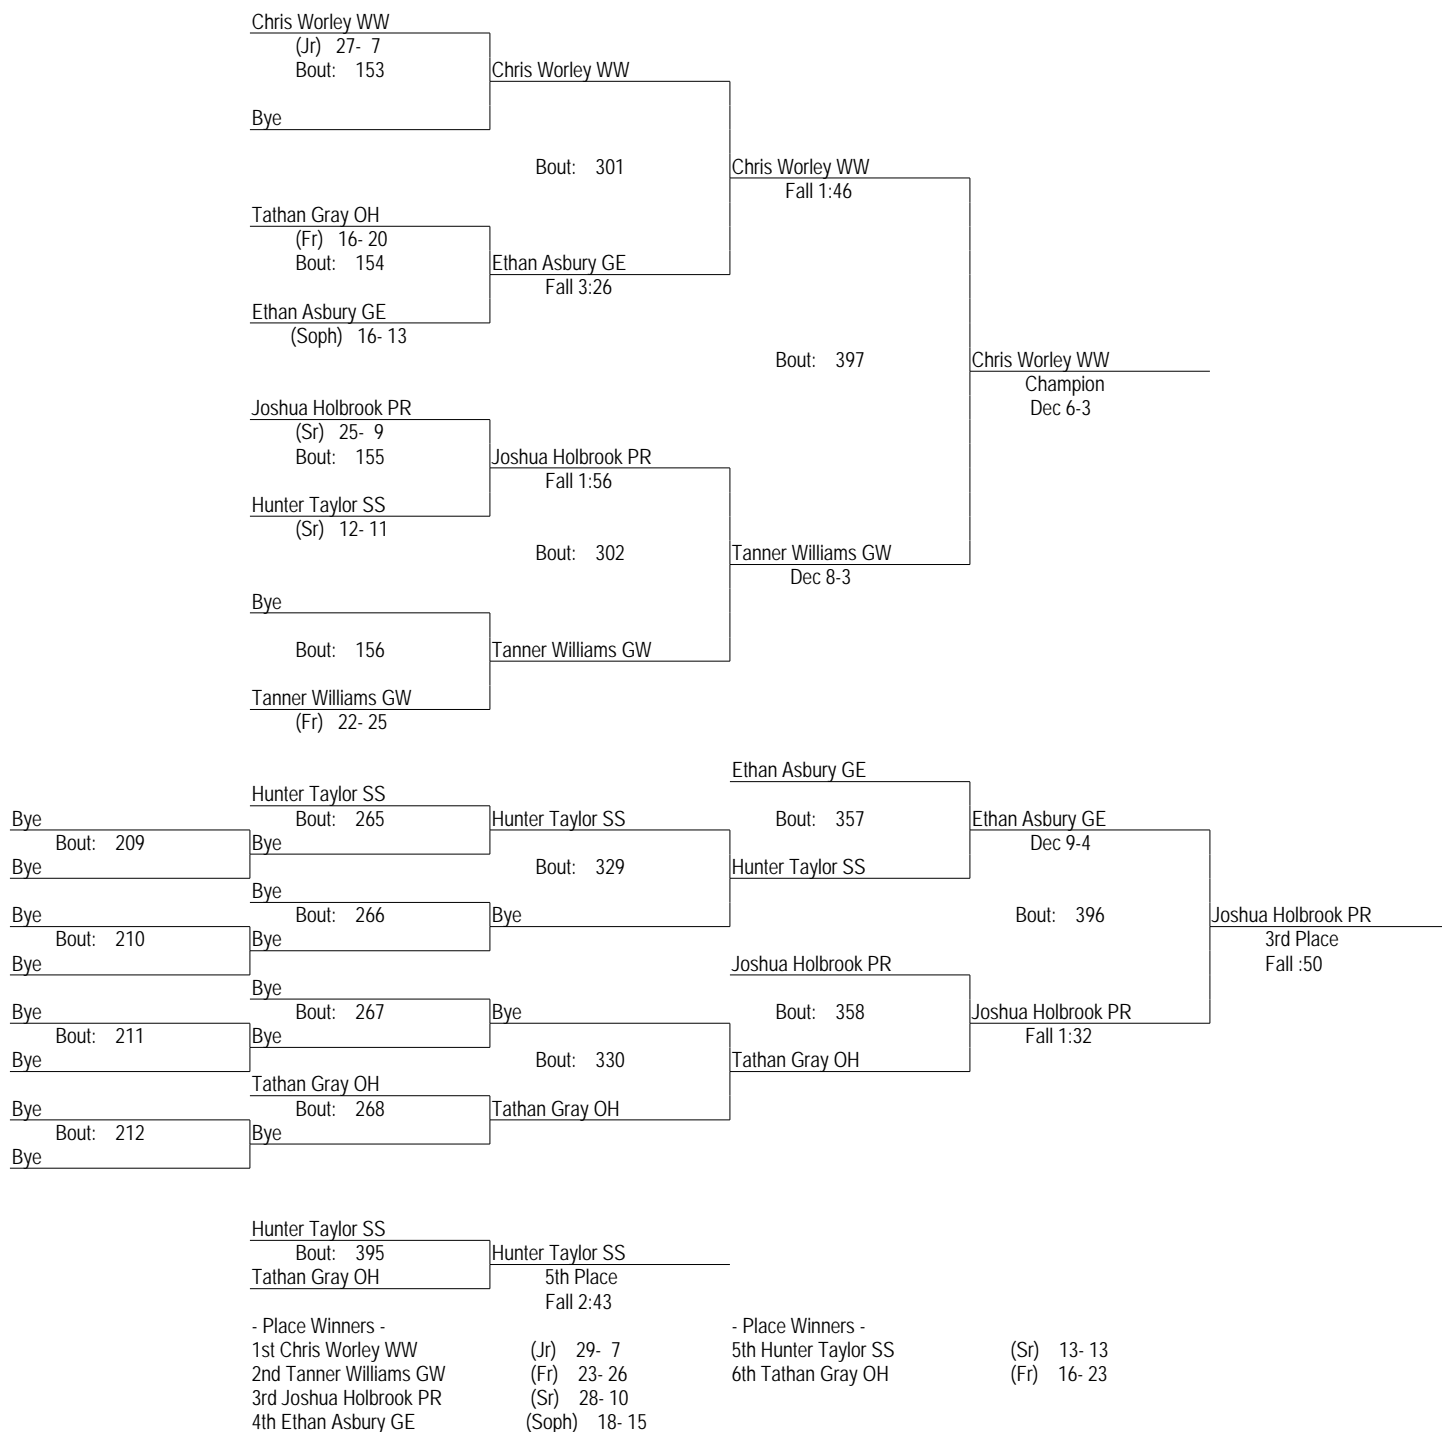 Chris Worley WW
(Jr) 27- 7
Bout: 153
Chris Worley WW
Bye
Bout: 301
Chris Worley WW
Fall 1:46
Tathan Gray OH
(Fr) 16- 20
Bout: 154
Ethan Asbury GE
Fall 3:26
Ethan Asbury GE
(Soph) 16- 13
Bout: 397
Chris Worley WW
Champion
Dec 6-3
Joshua Holbrook PR
(Sr) 25- 9
Bout: 155
Joshua Holbrook PR
Fall 1:56
Hunter Taylor SS
(Sr) 12- 11
Bout: 302
Tanner Williams GW
Dec 8-3
Bye
Bout: 156
Tanner Williams GW
Tanner Williams GW
(Fr) 22- 25
Ethan Asbury GE
Hunter Taylor SS
Bye
Bout: 265
Hunter Taylor SS
Bout: 357
Ethan Asbury GE
Bout: 209
Bye
Dec 9-4
Bye
Bout: 329
Hunter Taylor SS
Bye
Bye
Bout: 266
Bye
Bout: 396
Joshua Holbrook PR
Bout: 210
Bye
3rd Place
Bye
Joshua Holbrook PR
Fall :50
Bye
Bye
Bout: 267
Bye
Bout: 358
Joshua Holbrook PR
Bout: 211
Bye
Fall 1:32
Bye
Bout: 330
Tathan Gray OH
Tathan Gray OH
Bye
Bout: 268
Tathan Gray OH
Bout: 212
Bye
Bye
Hunter Taylor SS
Bout: 395
Hunter Taylor SS
Tathan Gray OH
5th Place
Fall 2:43
- Place Winners -
1st Chris Worley WW (Jr) 29- 7
2nd Tanner Williams GW (Fr) 23- 26
3rd Joshua Holbrook PR (Sr) 28- 10
4th Ethan Asbury GE (Soph) 18- 15
- Place Winners -
5th Hunter Taylor SS (Sr) 13- 13
6th Tathan Gray OH (Fr) 16- 23